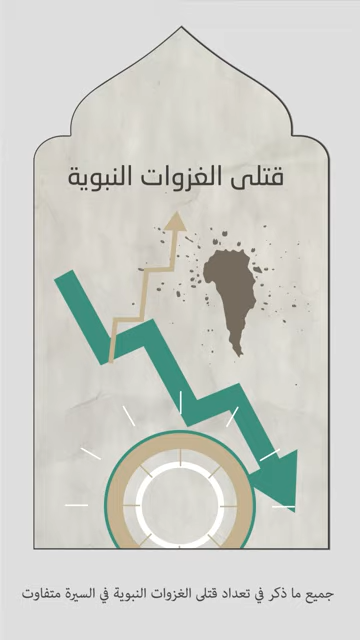 قتلى الغزوات النبوية
جميع ما ذكر في تعداد قتلى الغزوات النبوية في السيرة متفاوت